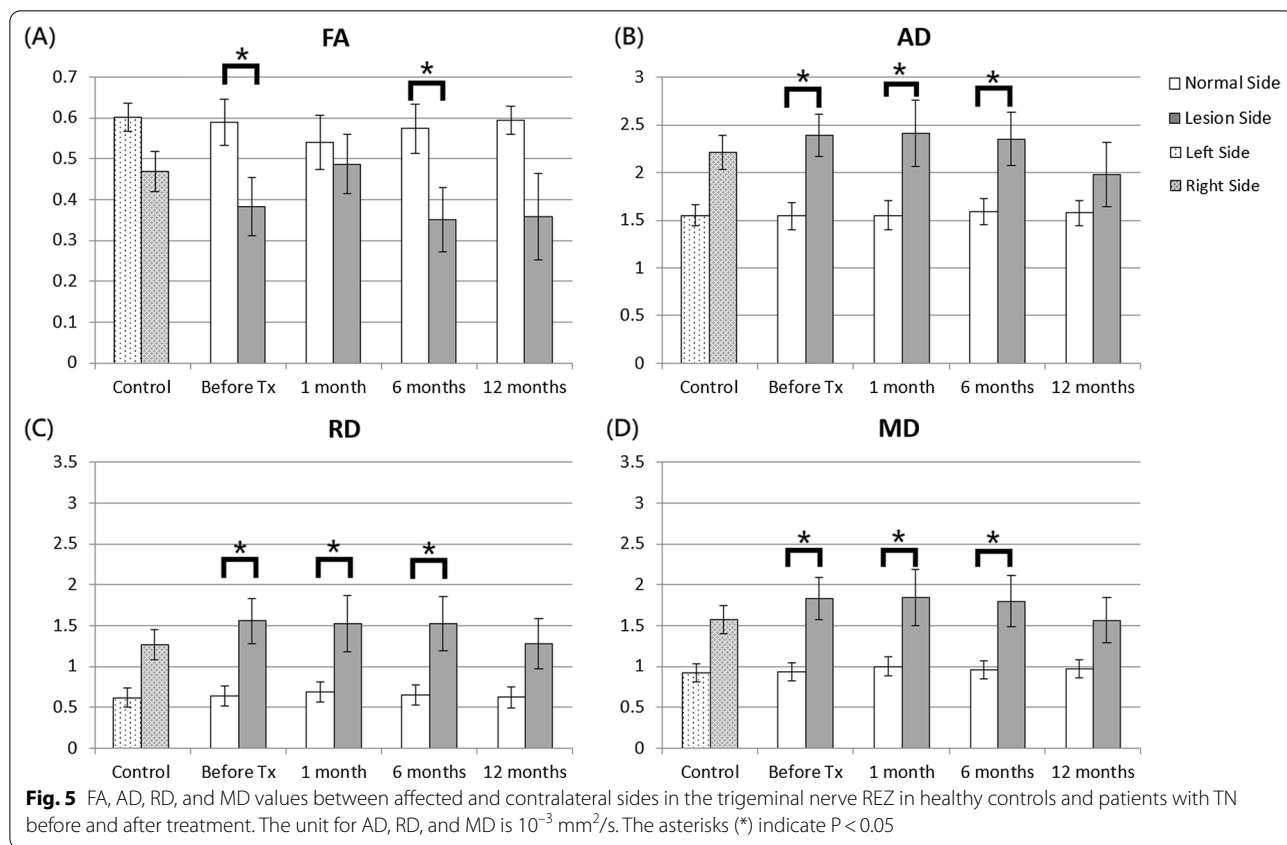 (A) FA
*
*
0.7
0.6
0.5
0.4
0.3
0.2
0.1
0
Control Before Tx 1 month 6 months 12 months
(B) AD
* * *
3
2.5
2
1.5
1
0.5
0
Control Before Tx 1 month 6 months 12 months
Normal Side
Lesion Side
Left Side
Right Side
(C) RD
3.5
3
2.5
2
1.5
1
0.5
0
* * *
Control Before Tx 1 month 6 months 12 months
(D) MD
3.5
3
2.5
2
1.5
1
0.5
0
* * *
Control Before Tx 1 month 6 months 12 months
Fig. 5 FA, AD, RD, and MD values between affected and contralateral sides in the trigeminal nerve REZ in healthy controls and patients with TN
before and after treatment. The unit for AD, RD, and MD is 10⁻³ mm²/s. The asterisks (*) indicate P < 0.05